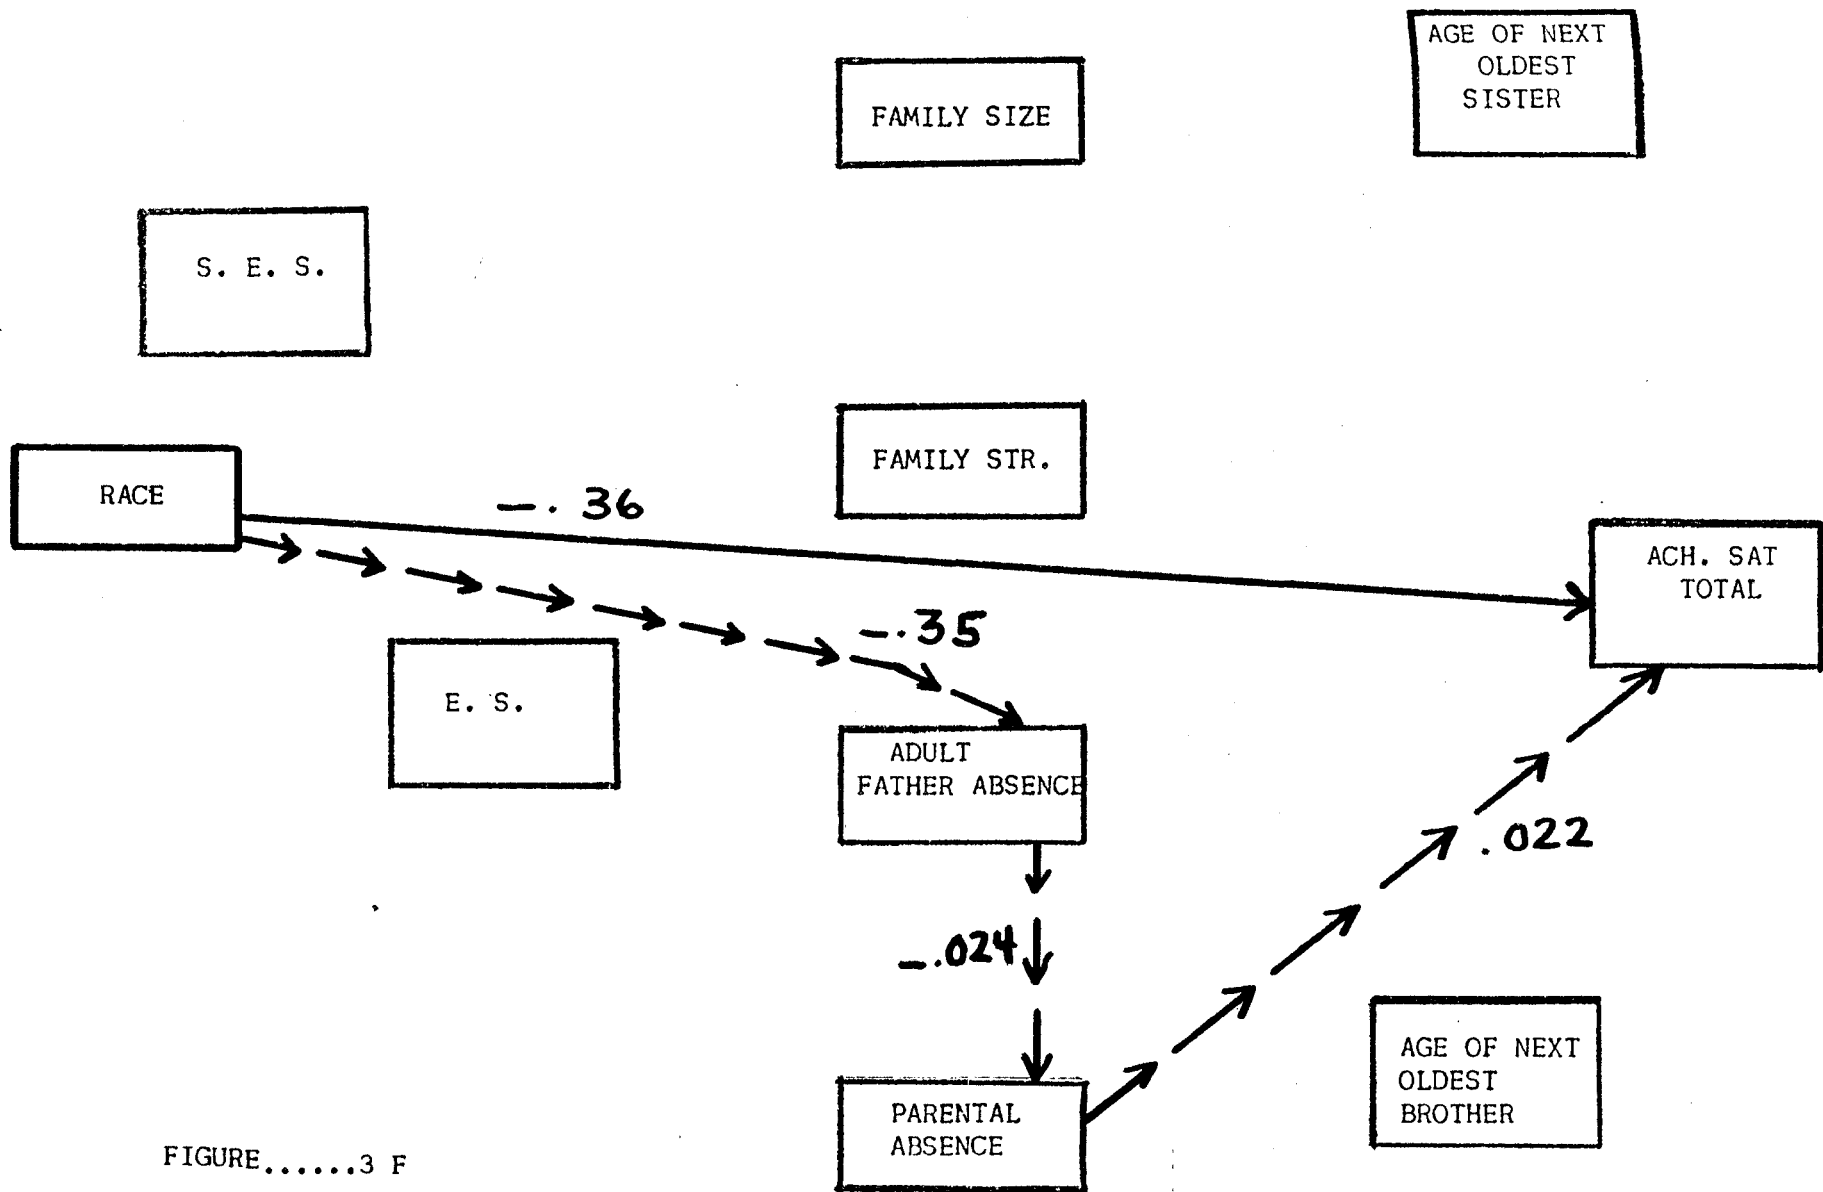 AGE OF NEXT
OLDEST
SISTER
FAMILY SIZE
S. E. S.
FAMILY STR.
RACE
-.36
ACH. SAT
TOTAL
-.35
E. S.
ADULT
FATHER ABSENCE
.022
-.024
AGE OF NEXT
OLDEST
BROTHER
PARENTAL
ABSENCE
FIGURE......3 F